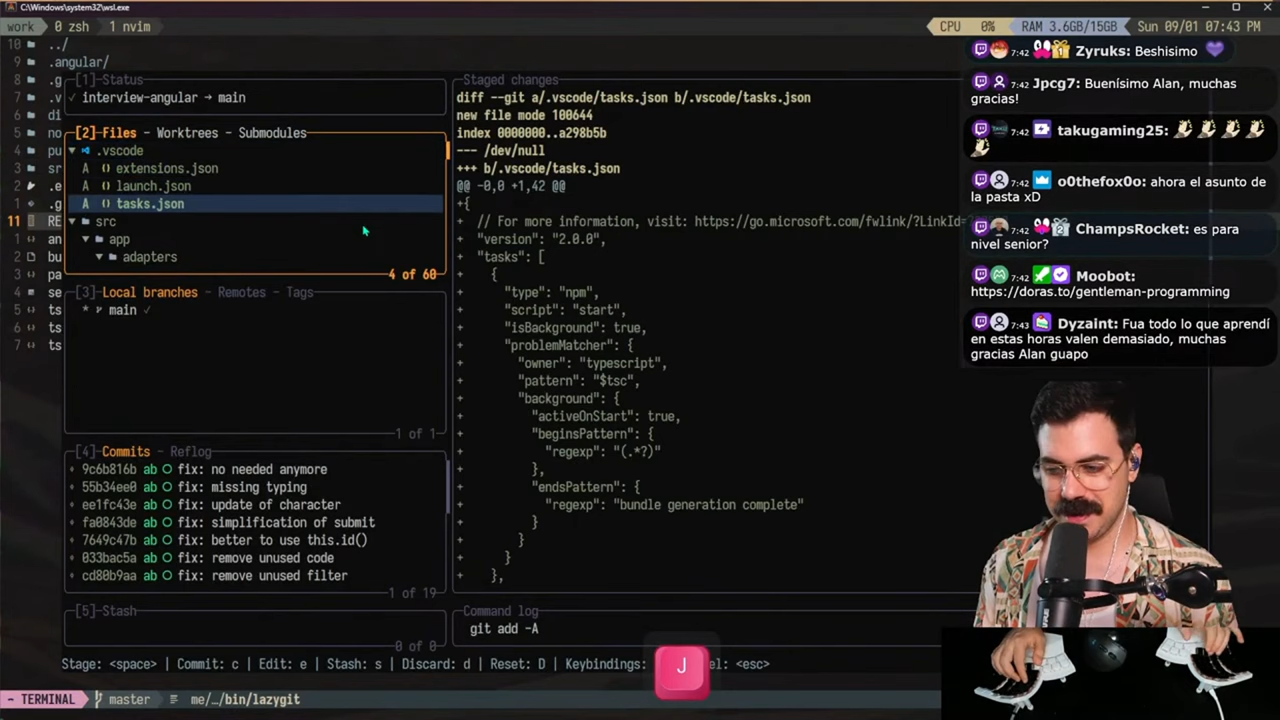 C:\Windows\system32\wsl.exe
work 0 zsh 1 nvim
CPU 0% RAM 3.6GB/15GB Sun 09/01 07:43 PM
10 ../
9 .angular/
8 .g
7 .v
6 di
5 no
4 pu
3 sr
2 .e
1 .g
11 RE
1 an
2 bu
3 pa
4 se
5 ts
6 ts
7 ts
[1]-Status
✓ interview-angular → main
[2] Files - Worktrees - Submodules
▼ .vscode
A {} extensions.json
A {} launch.json
A {} tasks.json
▼ src
▼ app
▼ adapters
4 of 60
[3] Local branches - Remotes - Tags
* main ✓
1 of 1
[4] Commits - Reflog
9c6b816b ab fix: no needed anymore
55b34ee0 ab fix: missing typing
ee1fc43e ab fix: update of character
fa0843de ab fix: simplification of submit
7649c47b ab fix: better to use this.id()
033bac5a ab fix: remove unused code
cd80b9aa ab fix: remove unused filter
1 of 19
[5]-Stash
0 of 0
Staged changes
diff --git a/.vscode/tasks.json b/.vscode/tasks.json
new file mode 100644
index 0000000..a298b5b
--- /dev/null
+++ b/.vscode/tasks.json
@@ -0,0 +1,42 @@
+{
+ // For more information, visit: https://go.microsoft.com/fwlink/?LinkId=
+ "version": "2.0.0",
+ "tasks": [
+ {
+ "type": "npm",
+ "script": "start",
+ "isBackground": true,
+ "problemMatcher": {
+ "owner": "typescript",
+ "pattern": "$tsc",
+ "background": {
+ "activeOnStart": true,
+ "beginsPattern": {
+ "regexp": "(.*?)"
+ },
+ "endsPattern": {
+ "regexp": "bundle generation complete"
+ }
+ }
+ }
+ },
Command log
git add -A
Stage: <space> | Commit: c | Edit: e | Stash: s | Discard: d | Reset: D | Keybindings: el: <esc>
J
- TERMINAL master me/…/bin/lazygit
7:42 Zyruks: Beshisimo
7:42 Jpcg7: Buenísimo Alan, muchas
gracias!
7:42 takugaming25:
7:42 o0thefox0o: ahora el asunto de
la pasta xD
7:42 2 ChampsRocket: es para
nivel senior?
7:42 Moobot:
https://doras.to/gentleman-programming
7:43 Dyzaint: Fua todo lo que aprendí
en estas horas valen demasiado, muchas
gracias Alan guapo